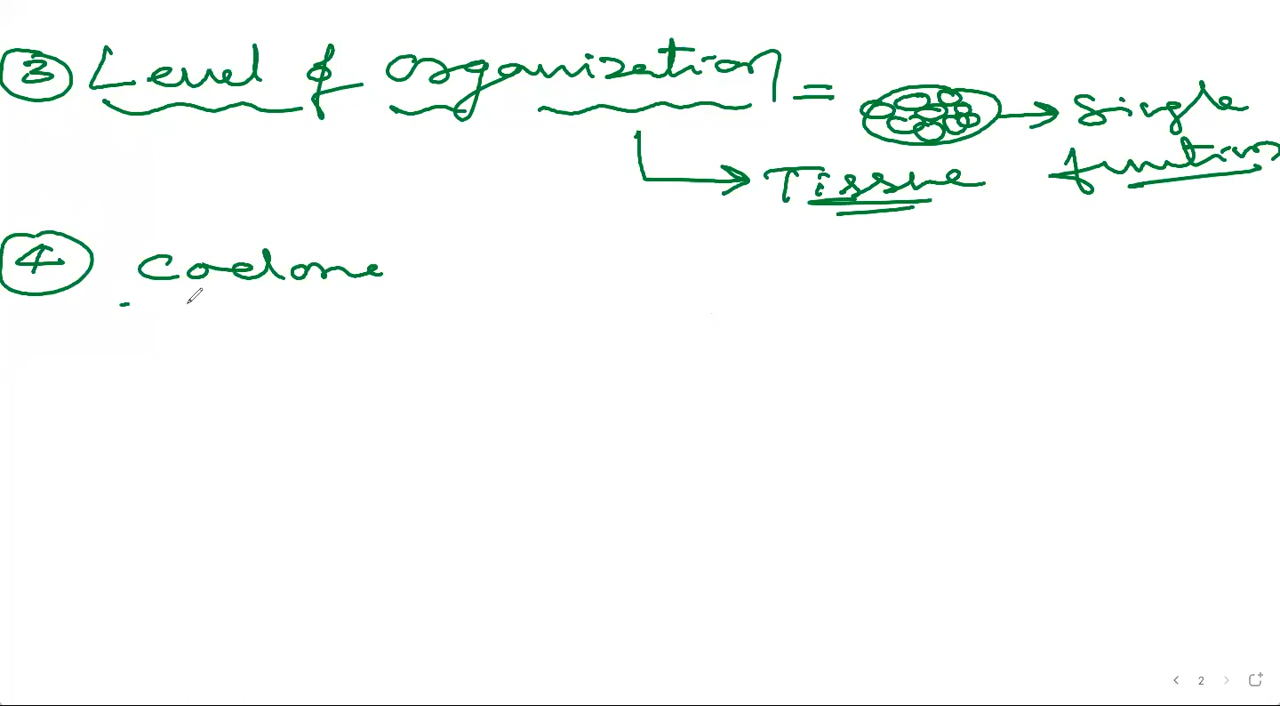 3 Level of organization = → Single function
→ Tissue
4 Coelome
2